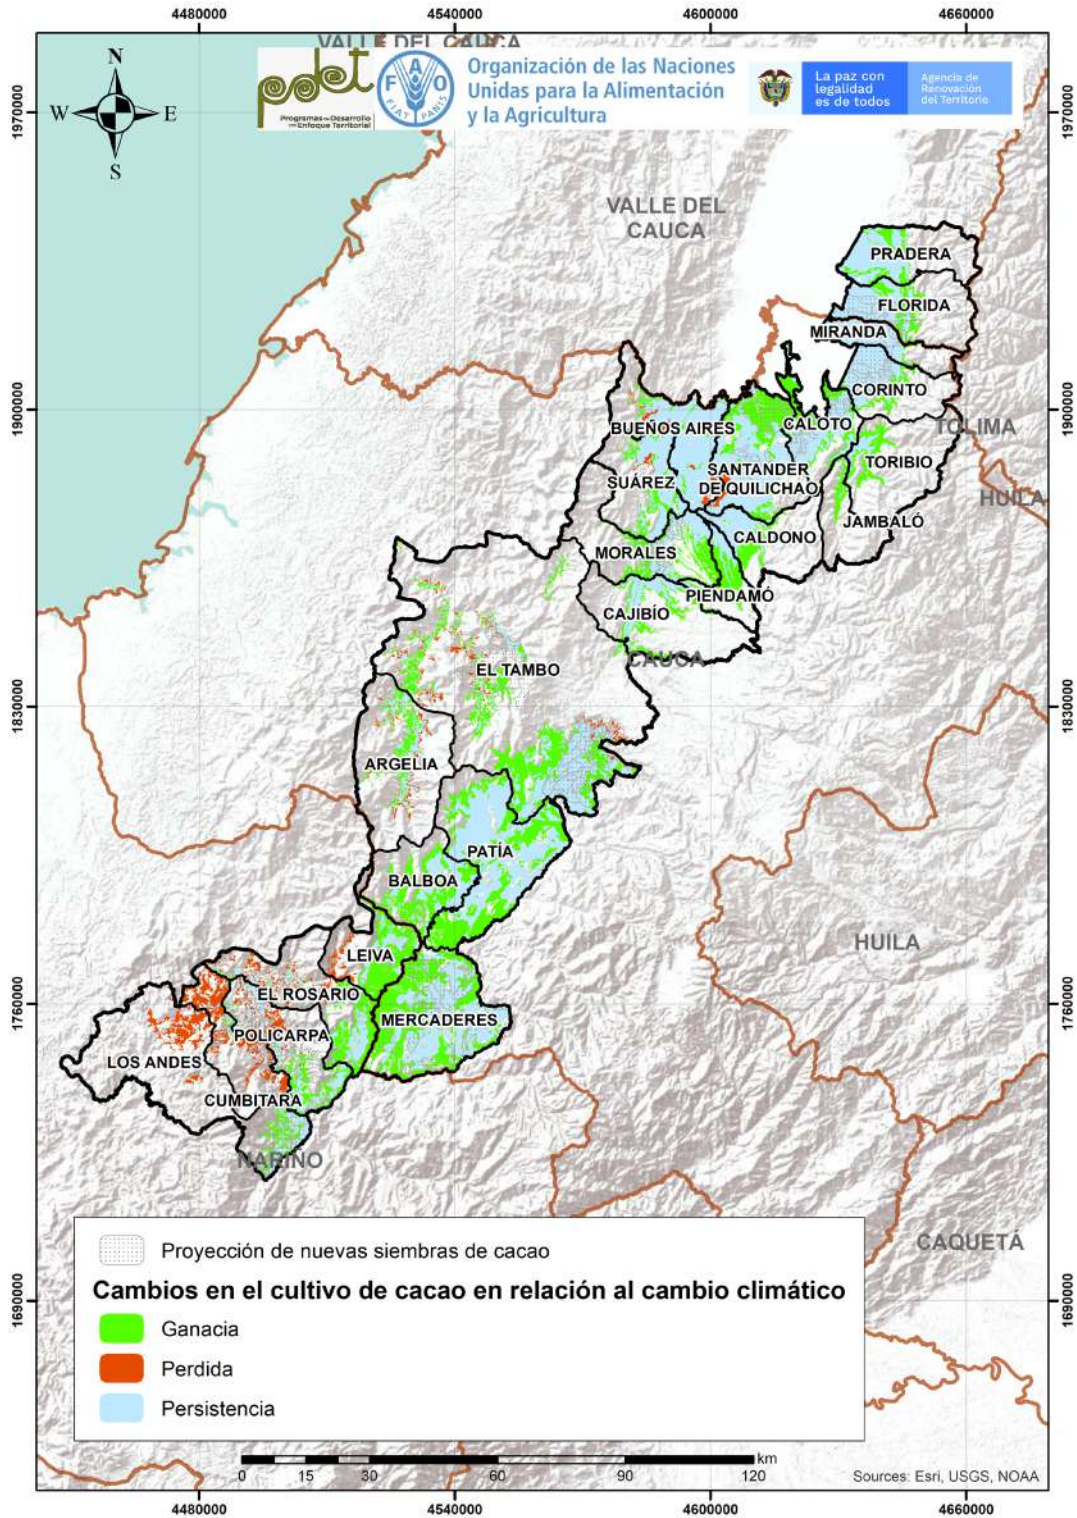 4480000
4540000
4600000
4660000
VALLE DEL CAUCA
pdet
Programas de Desarrollo
con Enfoque Territorial
FAO
FIAT PANIS
Organización de las Naciones
Unidas para la Alimentación
y la Agricultura
La paz con
legalidad
es de todos
Agencia de
Renovación
del Territorio
N
W
E
S
1970000
1970000
VALLE DEL
CAUCA
PRADERA
FLORIDA
MIRANDA
CORINTO
1900000
1900000
BUEÑOS AIRES
CALOTO
TOLIMA
TORIBIO
SANTANDER
DE QUILICHAO
SUÁREZ
HUILA
JAMBALÓ
CALDONO
MORALES
PIENDAMÓ
CAJIBÍO
CAUCA
EL TAMBO
1830000
1830000
ARGELIA
PATÍA
BALBOA
HUILA
LEIVA
EL ROSARIO
1760000
1760000
MERCADERES
POLICARPA
LOS ANDES
CUMBITARA
NARIÑO
CAQUETÁ
Proyección de nuevas siembras de cacao
Cambios en el cultivo de cacao en relación al cambio climático
1690000
1690000
Ganacia
Perdida
Persistencia
km
0 15 30 60 90 120
Sources: Esri, USGS, NOAA
4480000
4540000
4600000
4660000